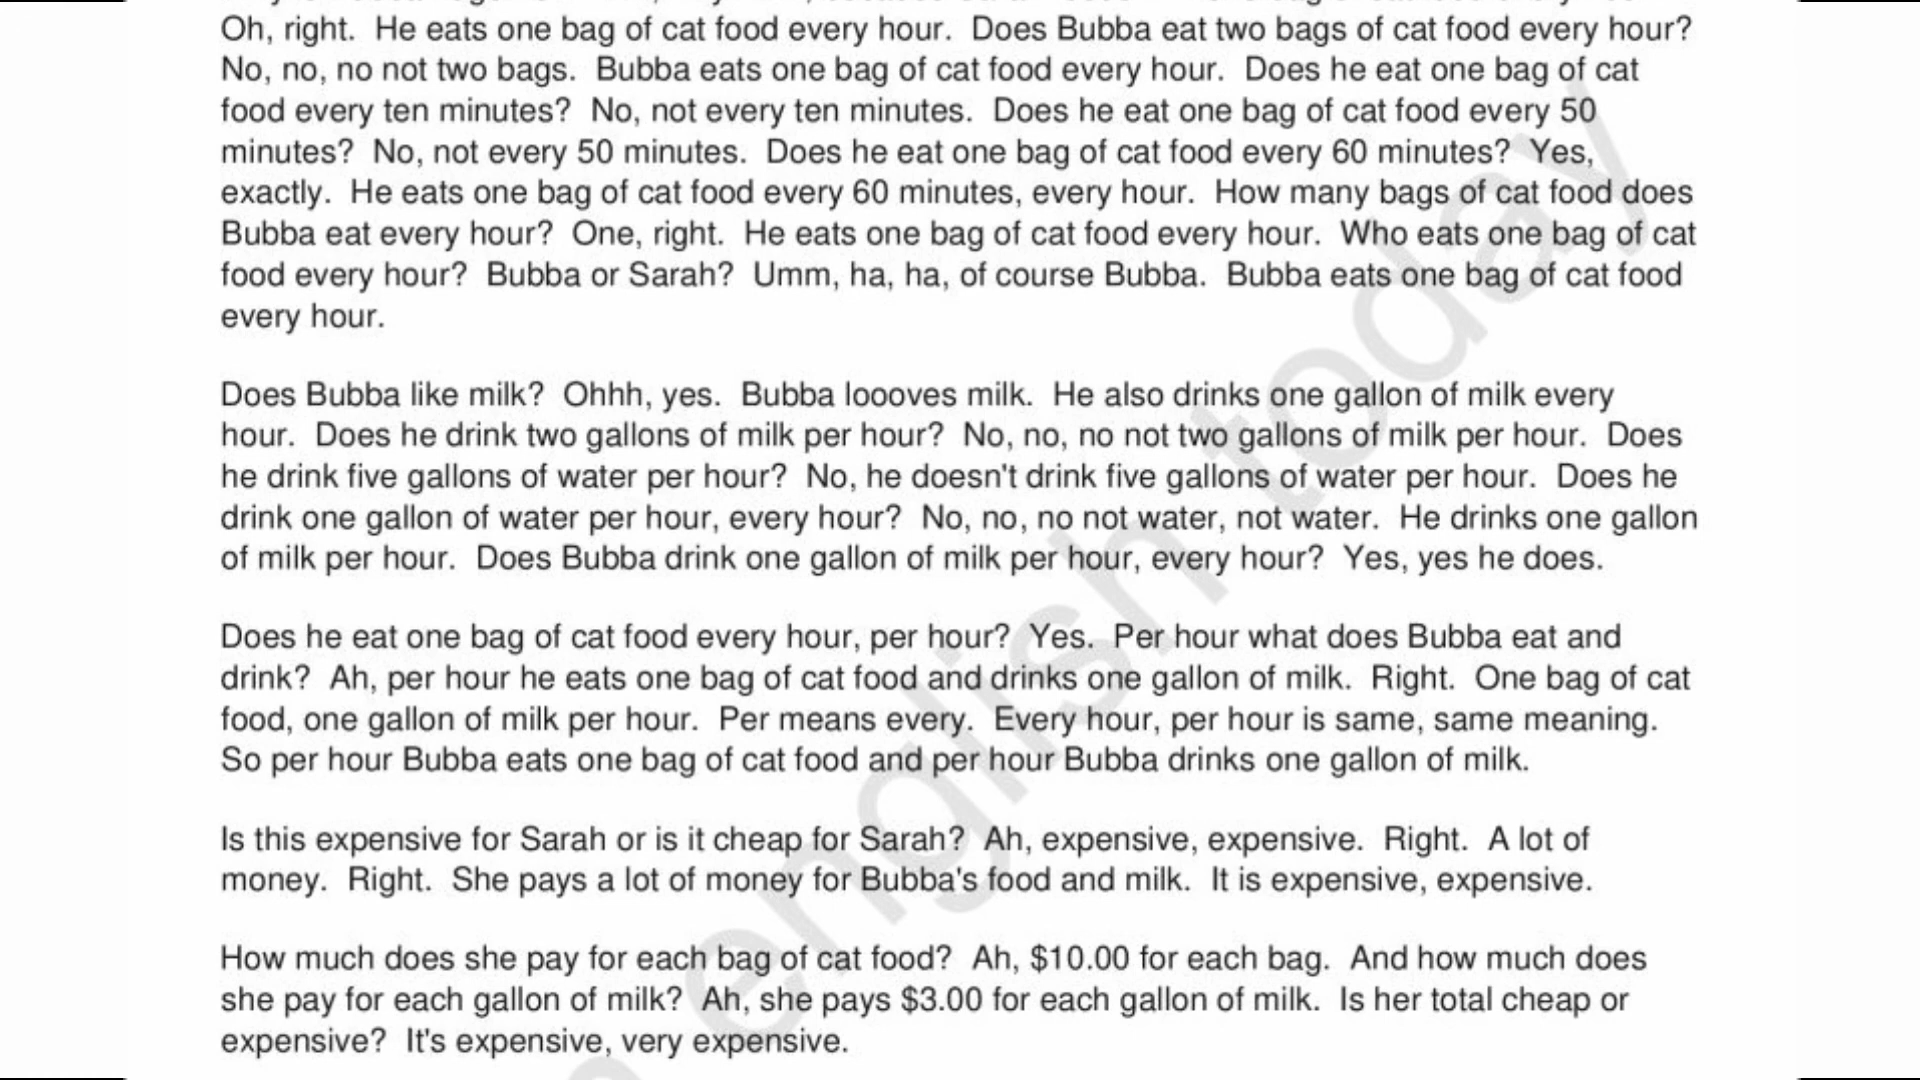 Oh, right. He eats one bag of cat food every hour. Does Bubba eat two bags of cat food every hour?
No, no, no not two bags. Bubba eats one bag of cat food every hour. Does he eat one bag of cat
food every ten minutes? No, not every ten minutes. Does he eat one bag of cat food every 50
minutes? No, not every 50 minutes. Does he eat one bag of cat food every 60 minutes? Yes,
exactly. He eats one bag of cat food every 60 minutes, every hour. How many bags of cat food does
Bubba eat every hour? One, right. He eats one bag of cat food every hour. Who eats one bag of cat
food every hour? Bubba or Sarah? Umm, ha, ha, of course Bubba. Bubba eats one bag of cat food
every hour.
Does Bubba like milk? Ohhh, yes. Bubba loooves milk. He also drinks one gallon of milk every
hour. Does he drink two gallons of milk per hour? No, no, no not two gallons of milk per hour. Does
he drink five gallons of water per hour? No, he doesn't drink five gallons of water per hour. Does he
drink one gallon of water per hour, every hour? No, no, no not water, not water. He drinks one gallon
of milk per hour. Does Bubba drink one gallon of milk per hour, every hour? Yes, yes he does.
Does he eat one bag of cat food every hour, per hour? Yes. Per hour what does Bubba eat and
drink? Ah, per hour he eats one bag of cat food and drinks one gallon of milk. Right. One bag of cat
food, one gallon of milk per hour. Per means every. Every hour, per hour is same, same meaning.
So per hour Bubba eats one bag of cat food and per hour Bubba drinks one gallon of milk.
Is this expensive for Sarah or is it cheap for Sarah? Ah, expensive, expensive. Right. A lot of
money. Right. She pays a lot of money for Bubba's food and milk. It is expensive, expensive.
How much does she pay for each bag of cat food? Ah, $10.00 for each bag. And how much does
she pay for each gallon of milk? Ah, she pays $3.00 for each gallon of milk. Is her total cheap or
expensive? It's expensive, very expensive.
english today